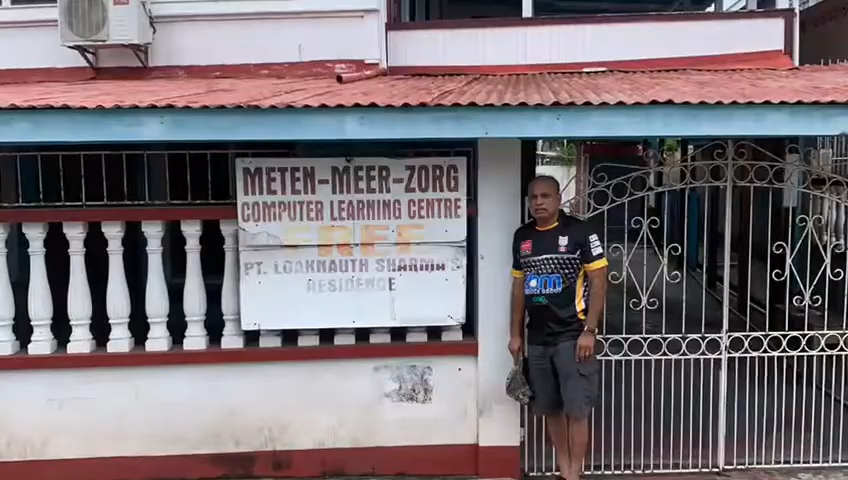 METEN-MEER-ZORG
COMPUTER LEARNING CENTRE
FREE
PT. LOAKNAUTH SHARMA'S
RESIDENCE